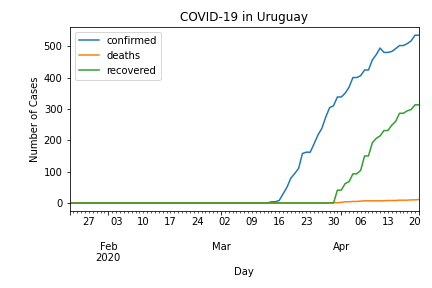 COVID-19 in Uruguay
confirmed
deaths
recovered
Number of Cases
500
400
300
200
100
0
27 03 10 17 24 02 09 16 23 30 06 13 20
Feb Mar Apr
2020
Day